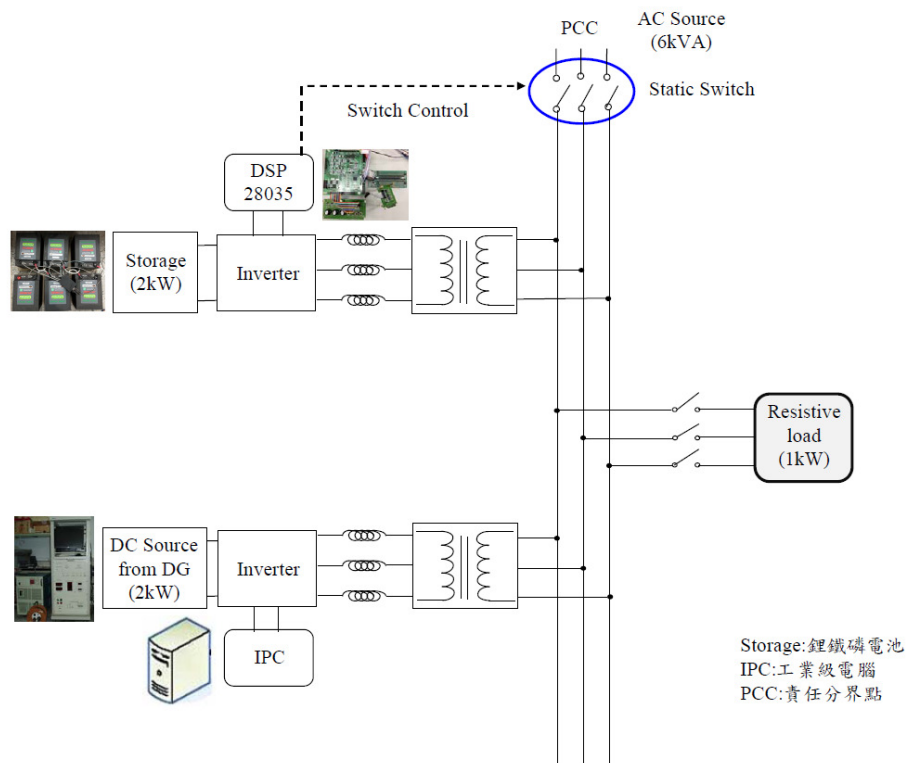 PCC
AC Source
(6kVA)
Static Switch
Switch Control
DSP
28035
Storage
(2kW)
Inverter
Resistive
load
(1kW)
DC Source
from DG
(2kW)
Inverter
IPC
Storage:鋰鐵磷電池
IPC:工業級電腦
PCC:責任分界點